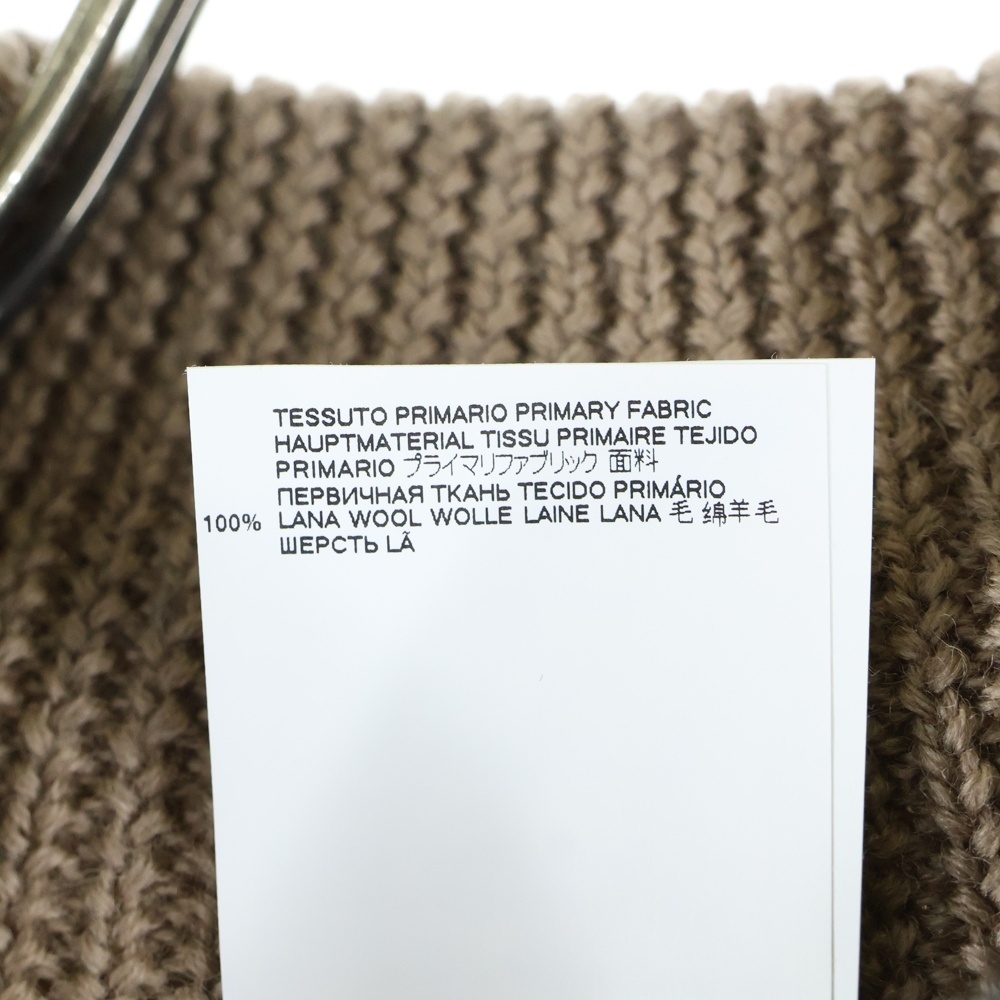 TESSUTO PRIMARIO PRIMARY FABRIC
HAUPTMATERIAL TISSU PRIMAIRE TEJIDO
PRIMARIO プライマリファブリック 面料
ПЕРВИЧНАЯ ТКАНЬ TECIDO PRIMÁRIO
100% LANA WOOL WOLLE LAINE LANA 毛 绵羊毛
ШЕРСТЬ LÃ